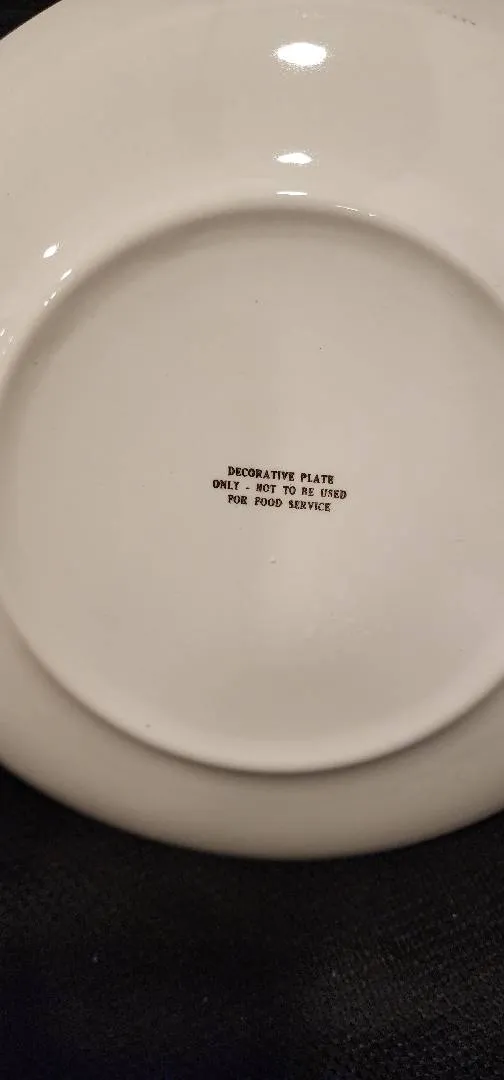 DECORATIVE PLATE
ONLY - NOT TO BE USED
FOR FOOD SERVICE